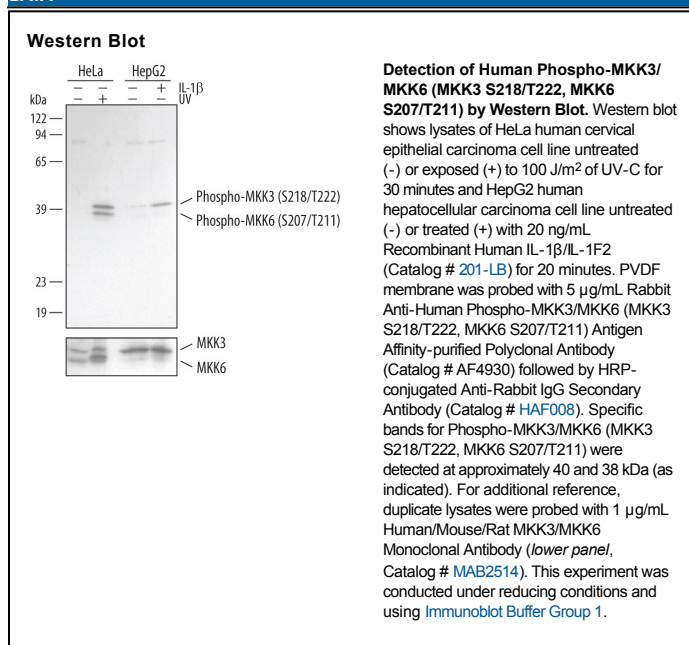 Western Blot
HeLa HepG2
– – – + IL-1β
– + – – UV
kDa
122
94
65
39
23
19
Phospho-MKK3 (S218/T222)
Phospho-MKK6 (S207/T211)
MKK3
MKK6
Detection of Human Phospho-MKK3/
MKK6 (MKK3 S218/T222, MKK6
S207/T211) by Western Blot. Western blot
shows lysates of HeLa human cervical
epithelial carcinoma cell line untreated
(-) or exposed (+) to 100 J/m² of UV-C for
30 minutes and HepG2 human
hepatocellular carcinoma cell line untreated
(-) or treated (+) with 20 ng/mL
Recombinant Human IL-1β/IL-1F2
(Catalog # 201-LB) for 20 minutes. PVDF
membrane was probed with 5 µg/mL Rabbit
Anti-Human Phospho-MKK3/MKK6 (MKK3
S218/T222, MKK6 S207/T211) Antigen
Affinity-purified Polyclonal Antibody
(Catalog # AF4930) followed by HRP-
conjugated Anti-Rabbit IgG Secondary
Antibody (Catalog # HAF008). Specific
bands for Phospho-MKK3/MKK6 (MKK3
S218/T222, MKK6 S207/T211) were
detected at approximately 40 and 38 kDa (as
indicated). For additional reference,
duplicate lysates were probed with 1 µg/mL
Human/Mouse/Rat MKK3/MKK6
Monoclonal Antibody (lower panel,
Catalog # MAB2514). This experiment was
conducted under reducing conditions and
using Immunoblot Buffer Group 1.